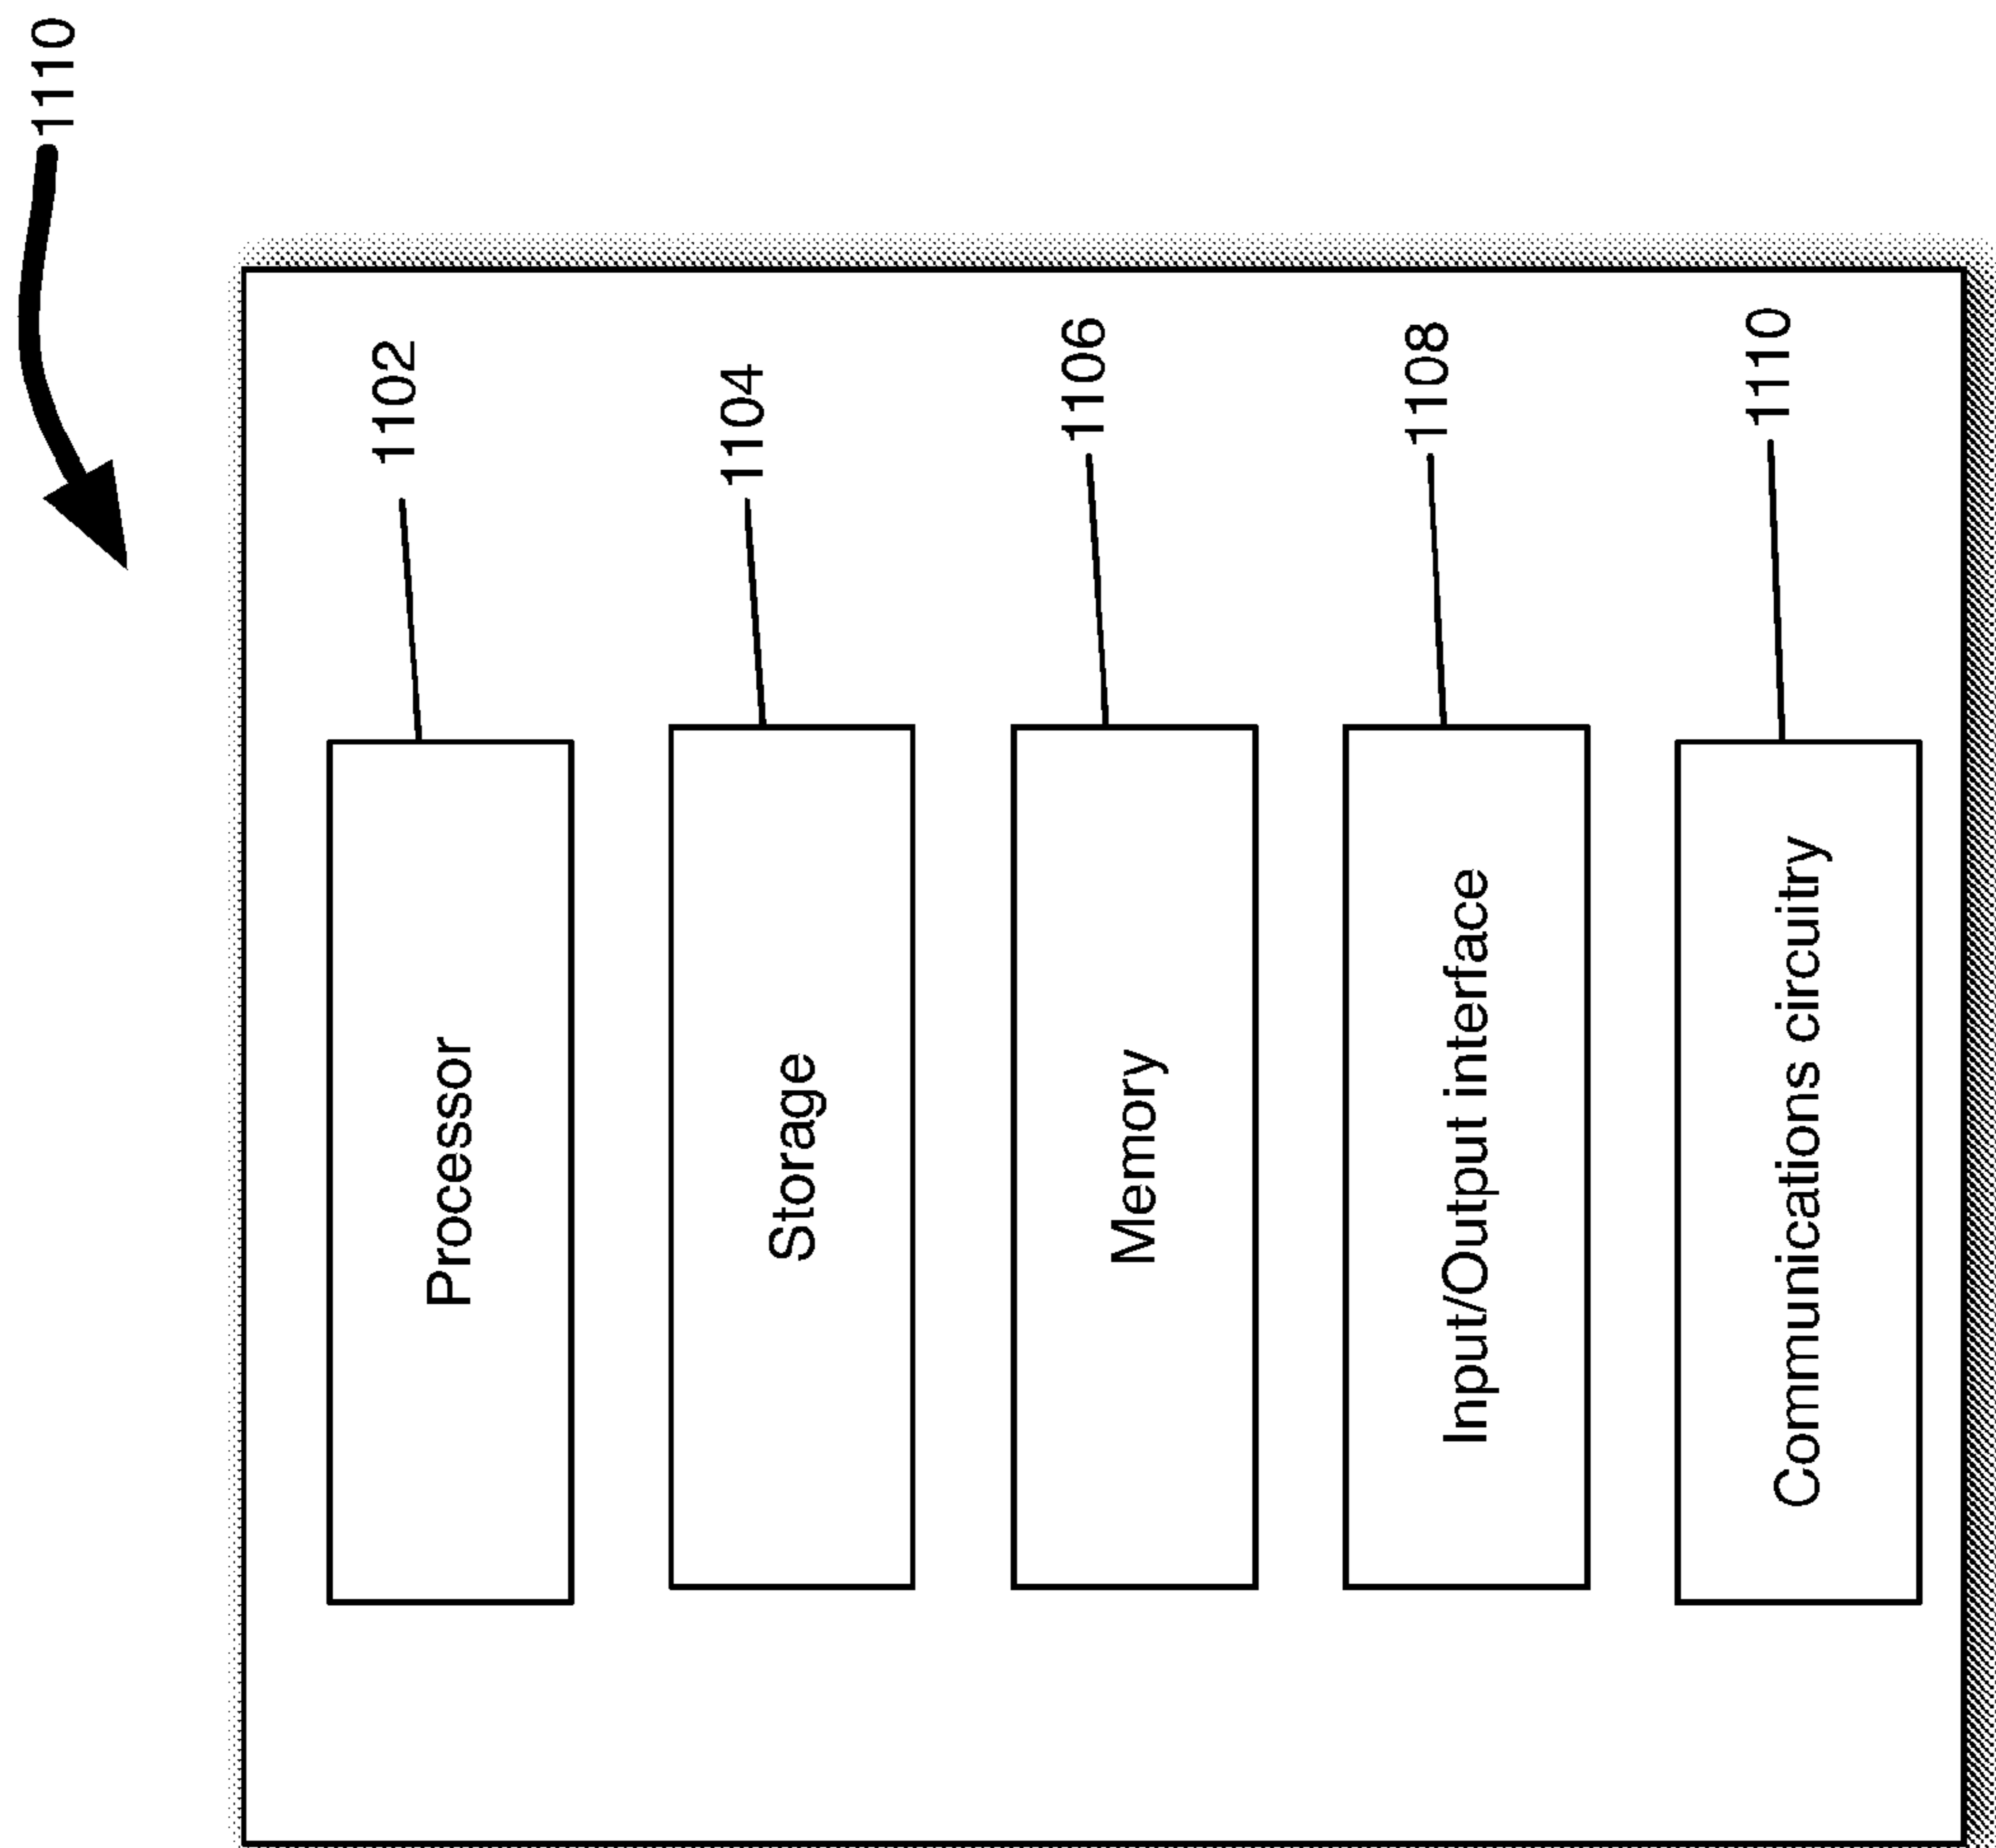 1110
1102
Processor
1104
Storage
1106
Memory
1108
Input/Output interface
1110
Communications circuitry